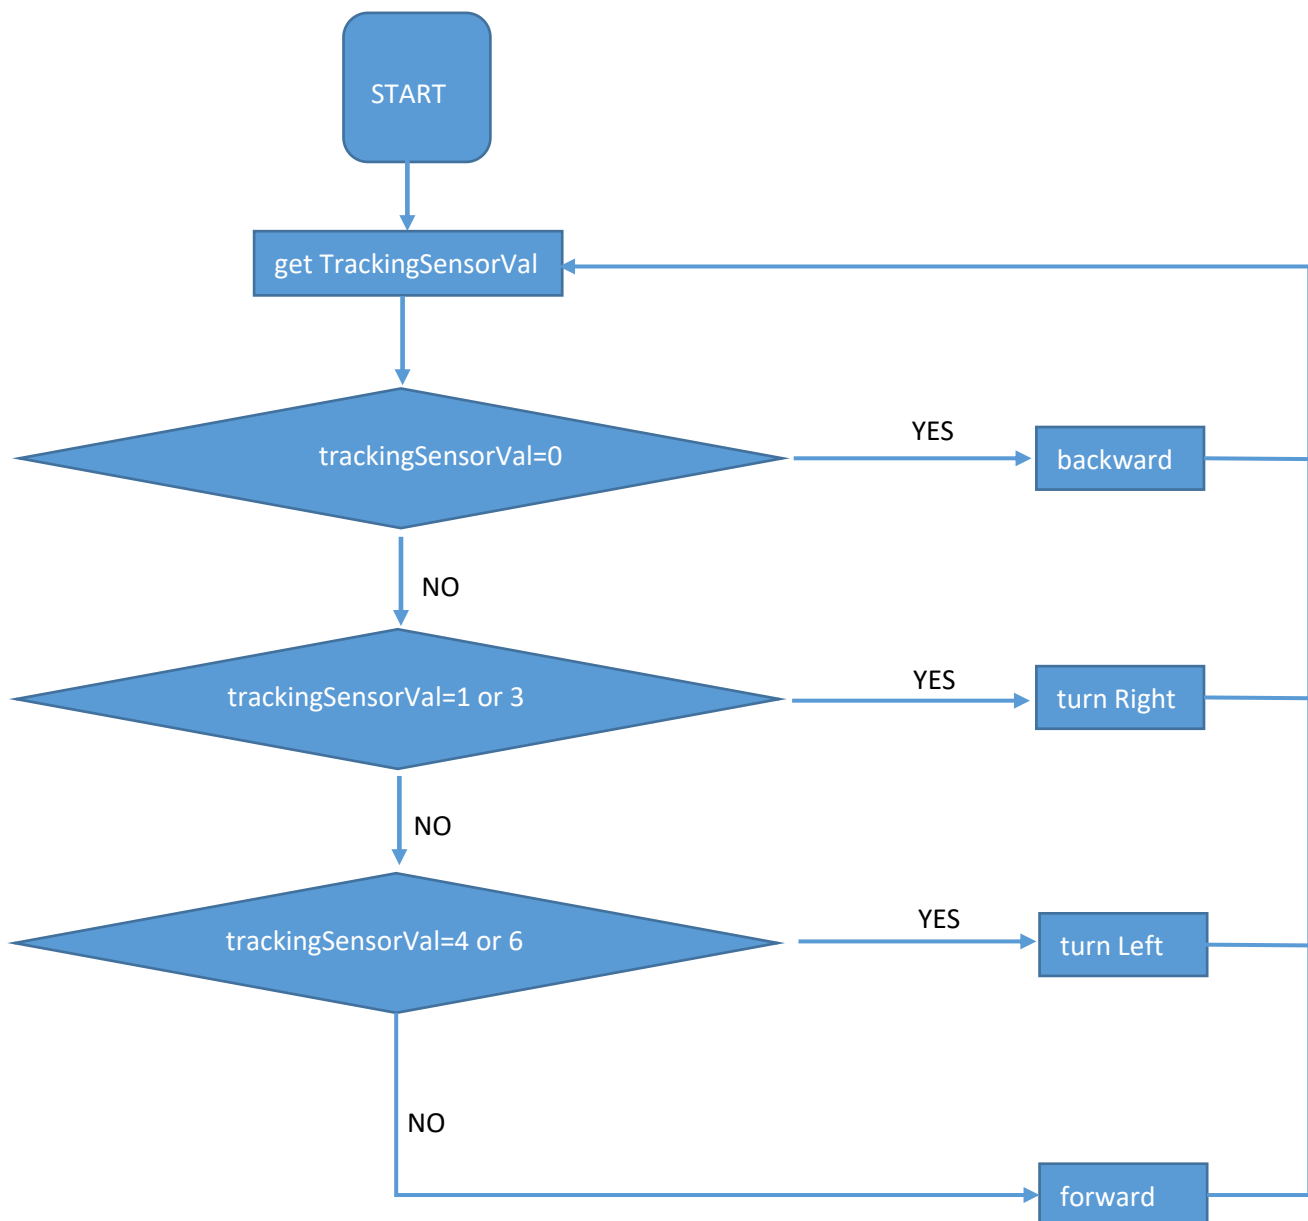 START
get TrackingSensorVal
trackingSensorVal=0
YES
backward
NO
trackingSensorVal=1 or 3
YES
turn Right
NO
trackingSensorVal=4 or 6
YES
turn Left
NO
forward